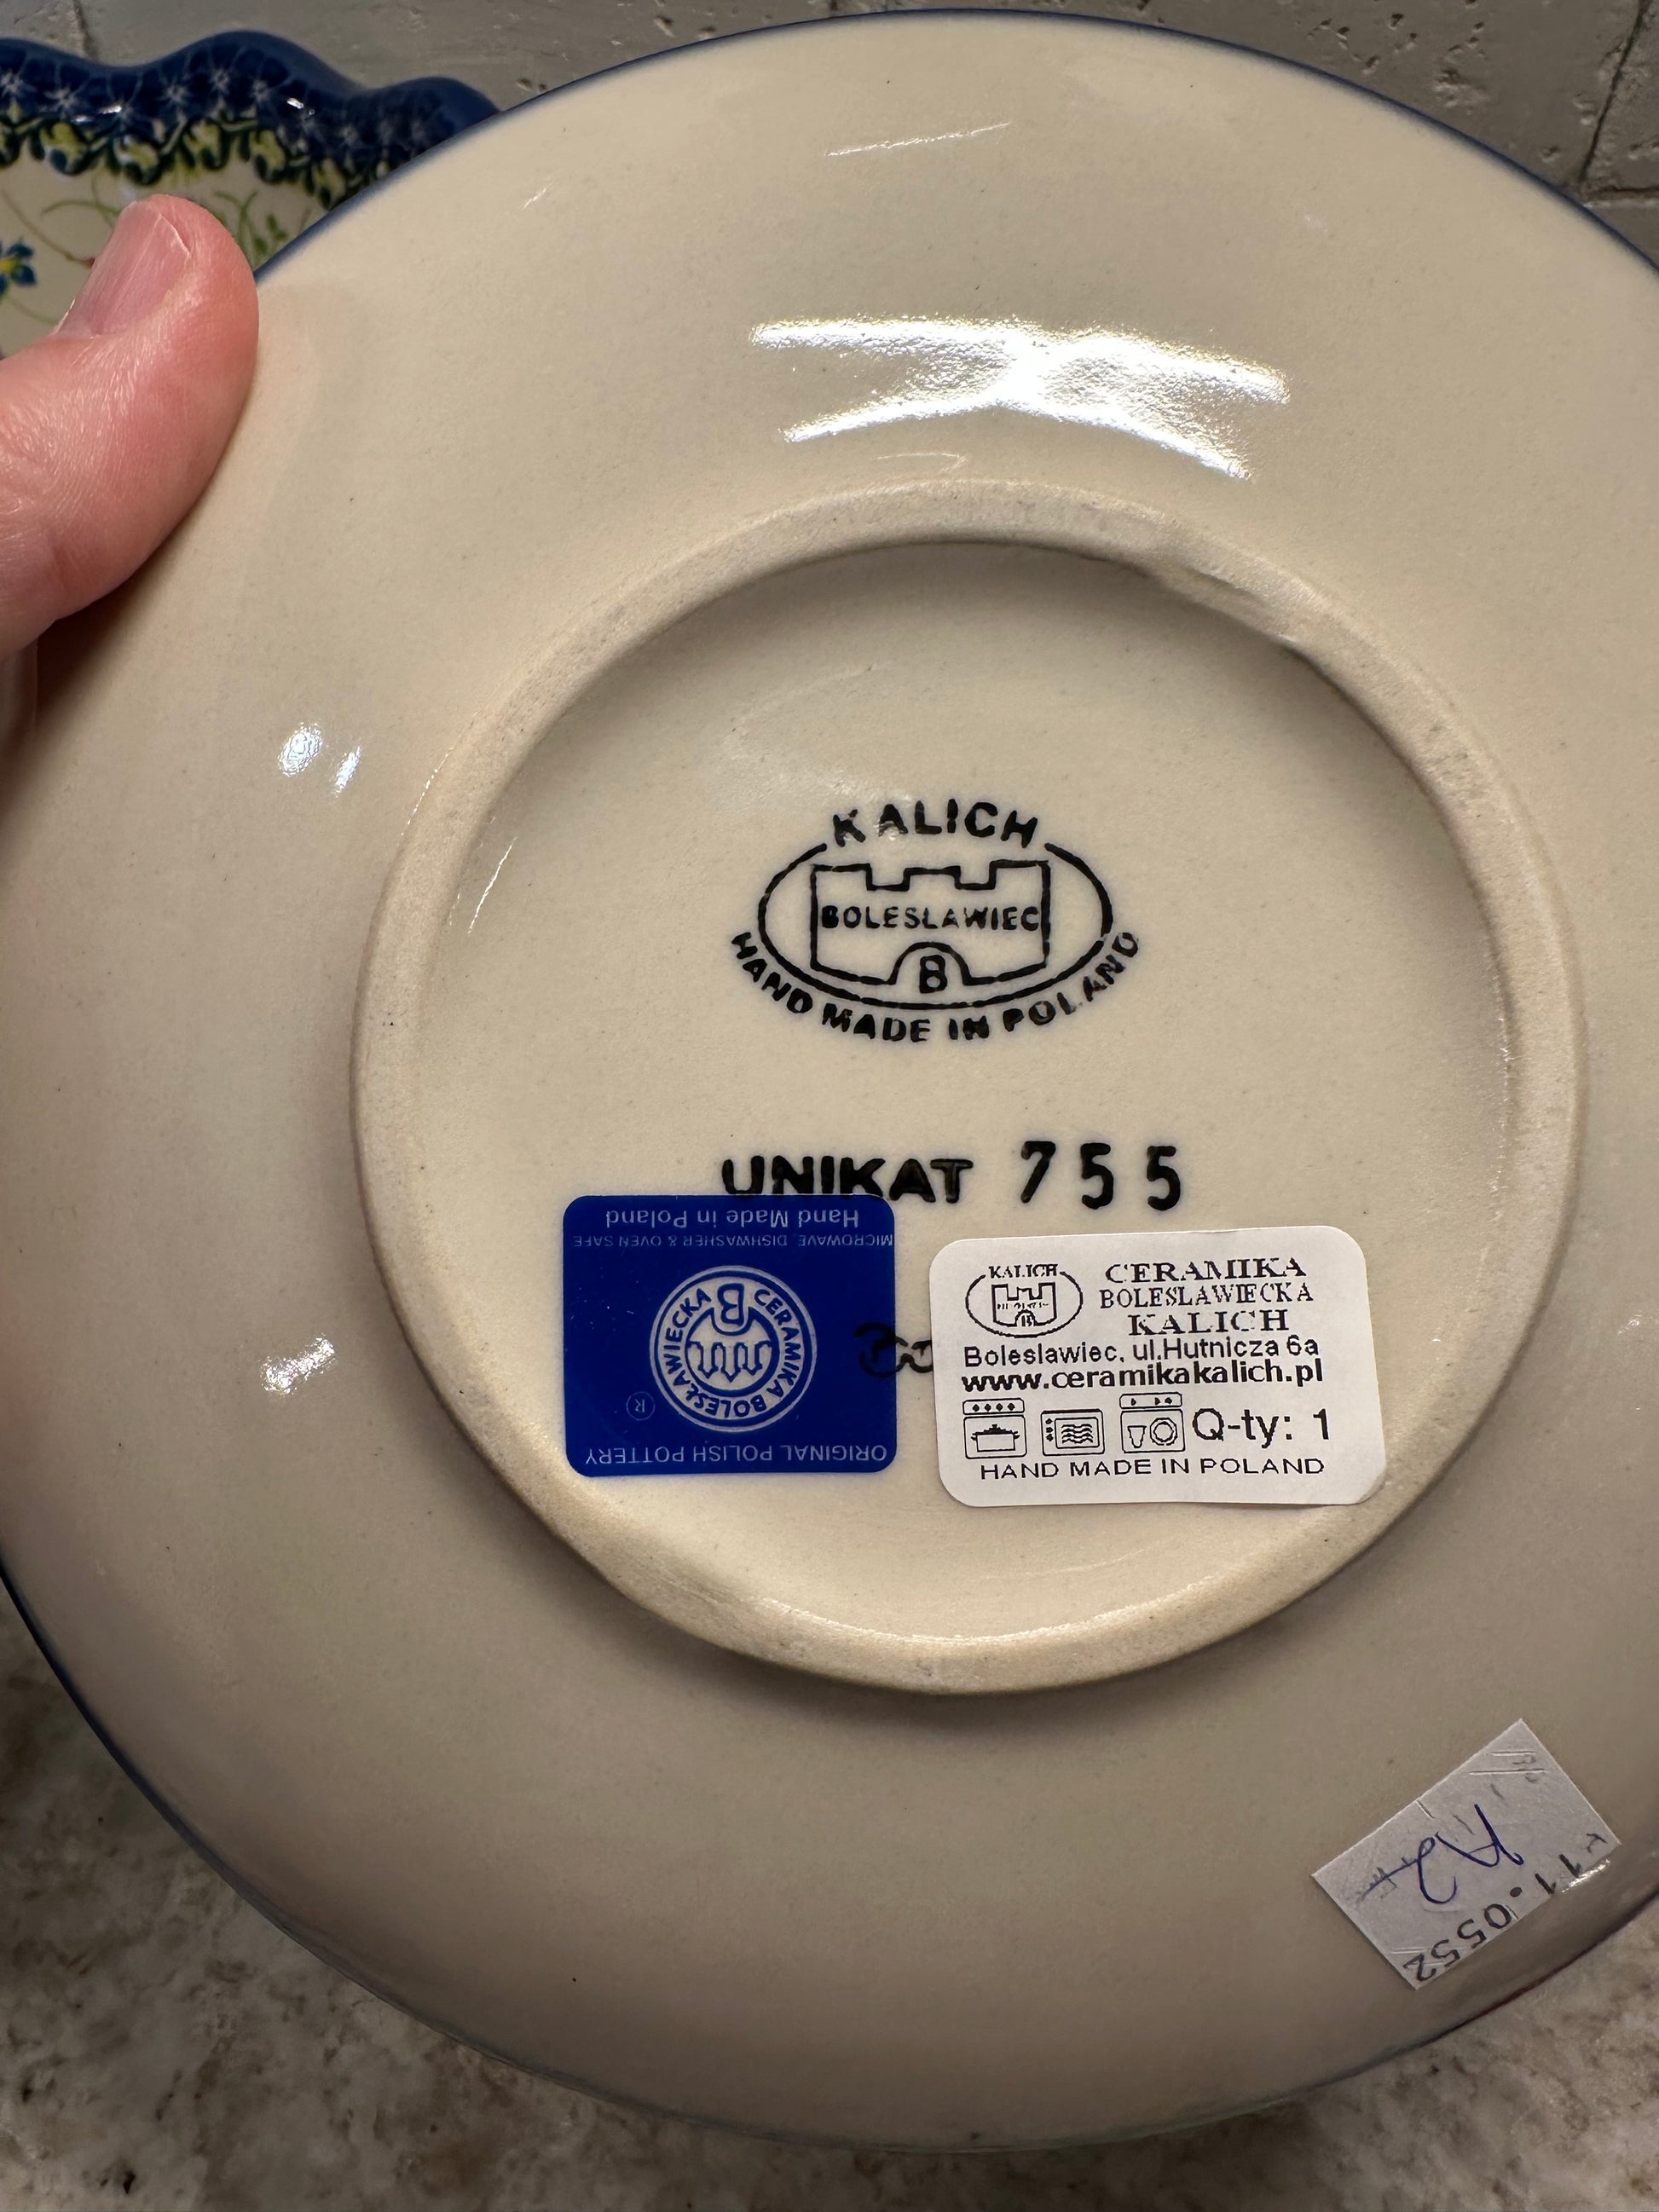 KALICH
BOLESLAWIEC
B
HAND MADE IN POLAND
UNIKAT 755
ORIGINAL POLISH POTTERY
®
CERAMIKA BOLESŁAWIECKA
B
MICROWAVE, DISHWASHER & OVEN SAFE
Hand Made in Poland
KALICH
B
CERAMIKA
BOLESLAWIECKA
KALICH
Boleslawiec, ul.Hutnicza 6a
www.ceramikakalich.pl
Q-ty: 1
HAND MADE IN POLAND
11.0552